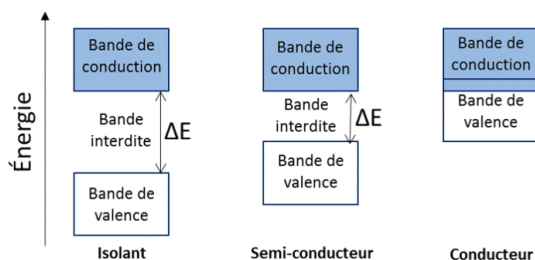 Énergie
Bande de
conduction
Bande
interdite
ΔE
Bande de
valence
Isolant
Bande de
conduction
Bande
interdite
ΔE
Bande de
valence
Semi-conducteur
Bande de
conduction
Bande de
valence
Conducteur